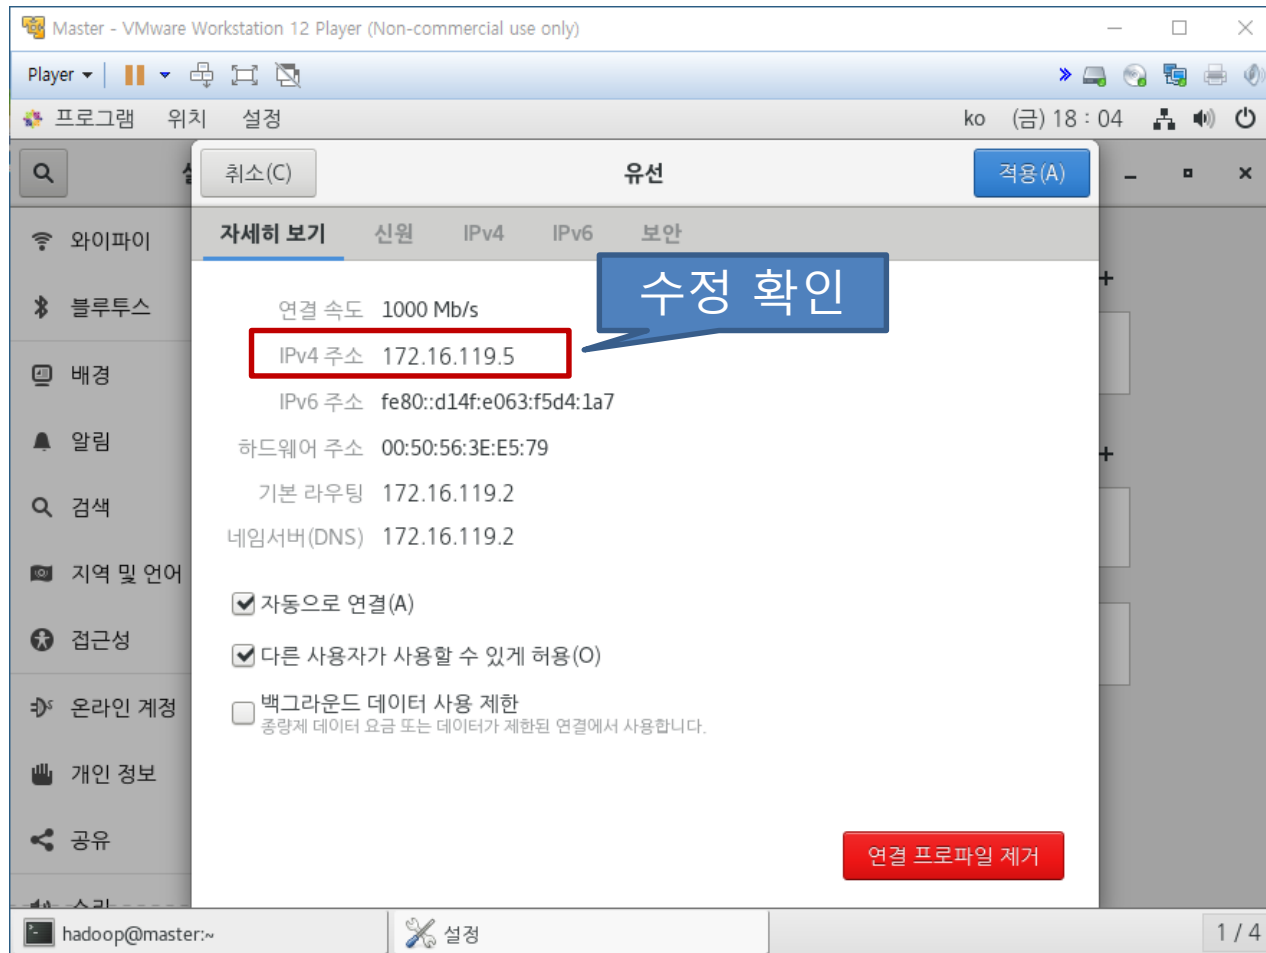 Master - VMware Workstation 12 Player (Non-commercial use only)
Player
프로그램 위치 설정 ko (금) 18 : 04
취소(C) 유선 적용(A)
자세히 보기 신원 IPv4 IPv6 보안
수정 확인
와이파이
블루투스
배경
알림
검색
지역 및 언어
접근성
온라인 계정
개인 정보
공유
연결 속도 1000 Mb/s
IPv4 주소 172.16.119.5
IPv6 주소 fe80::d14f:e063:f5d4:1a7
하드웨어 주소 00:50:56:3E:E5:79
기본 라우팅 172.16.119.2
네임서버(DNS) 172.16.119.2
자동으로 연결(A)
다른 사용자가 사용할 수 있게 허용(O)
백그라운드 데이터 사용 제한
종량제 데이터 요금 또는 데이터가 제한된 연결에서 사용합니다.
연결 프로파일 제거
hadoop@master:~ 설정 1 / 4